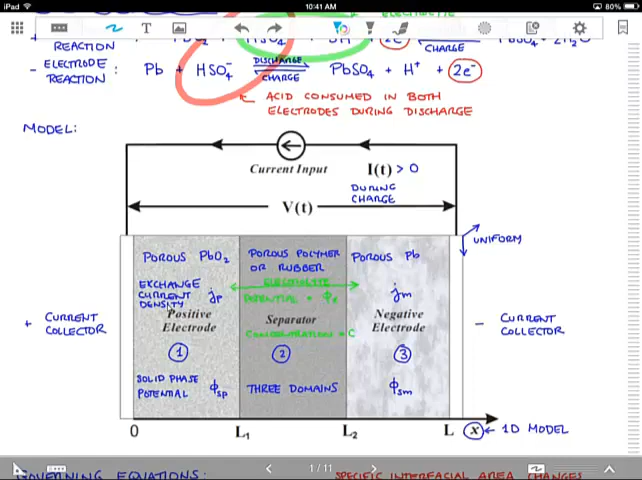 iPad
10:41 AM
80%
REACTION
CHARGE
- ELECTRODE REACTION : Pb + HSO4⁻ DISCHARGE CHARGE PbSO4 + H⁺ + 2e⁻
ACID CONSUMED IN BOTH
ELECTRODES DURING DISCHARGE
MODEL:
Current Input
I(t) > 0
DURING
CHARGE
V(t)
UNIFORM
POROUS PbO2
POROUS POLYMER
OR RUBBER
POROUS Pb
EXCHANGE
CURRENT
DENSITY
jp
ELECTROLYTE
POTENTIAL = ϕe
jm
Positive
Electrode
Separator
CONCENTRATION = C
Negative
Electrode
+ CURRENT
COLLECTOR
- CURRENT
COLLECTOR
1
2
3
SOLID PHASE
POTENTIAL
ϕsp
THREE DOMAINS
ϕsm
0
L1
L2
L
x
1D MODEL
1 / 11
GOVERNING EQUATIONS:
SPECIFIC INTERFACIAL AREA CHANGES